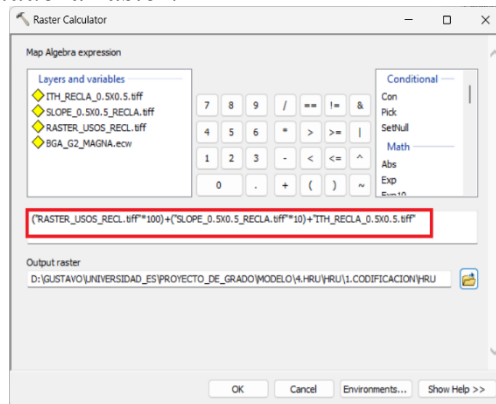 Raster Calculator
Map Algebra expression
Layers and variables
ITH_RECLA_0.5X0.5.tiff
SLOPE_0.5X0.5_RECLA.tiff
RASTER_USOS_RECL.tiff
BGA_G2_MAGNA.ecw
7 8 9 / == != &
4 5 6 * > >= |
1 2 3 - < <= ^
0 . + ( ) ~
Conditional
Con
Pick
SetNull
Math
Abs
Exp
Exp10
("RASTER_USOS_RECL.tiff"*100)+("SLOPE_0.5X0.5_RECLA.tiff"*10)+"ITH_RECLA_0.5X0.5.tiff"
Output raster
D:\GUSTAVO\UNIVERSIDAD_ES\PROYECTO_DE_GRADO\MODELO\4.HRU\HRU\1.CODIFICACION\HRU
OK Cancel Environments... Show Help >>